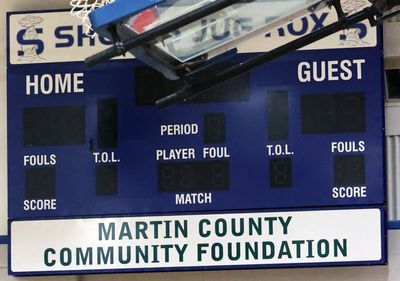 HOME GUEST
PERIOD
FOULS T.O.L. PLAYER FOUL T.O.L. FOULS
SCORE MATCH SCORE
MARTIN COUNTY
COMMUNITY FOUNDATION